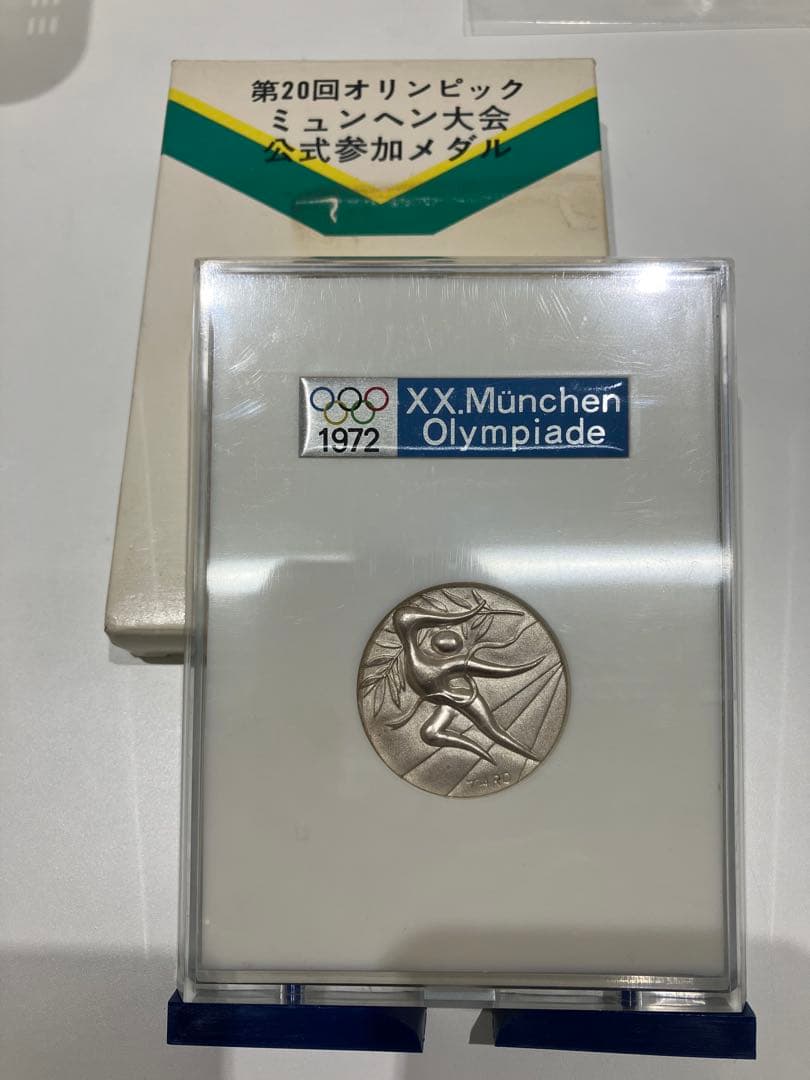 第20回オリンピック
ミュンヘン大会
公式参加メダル
XX.München
Olympiade
1972
TARO